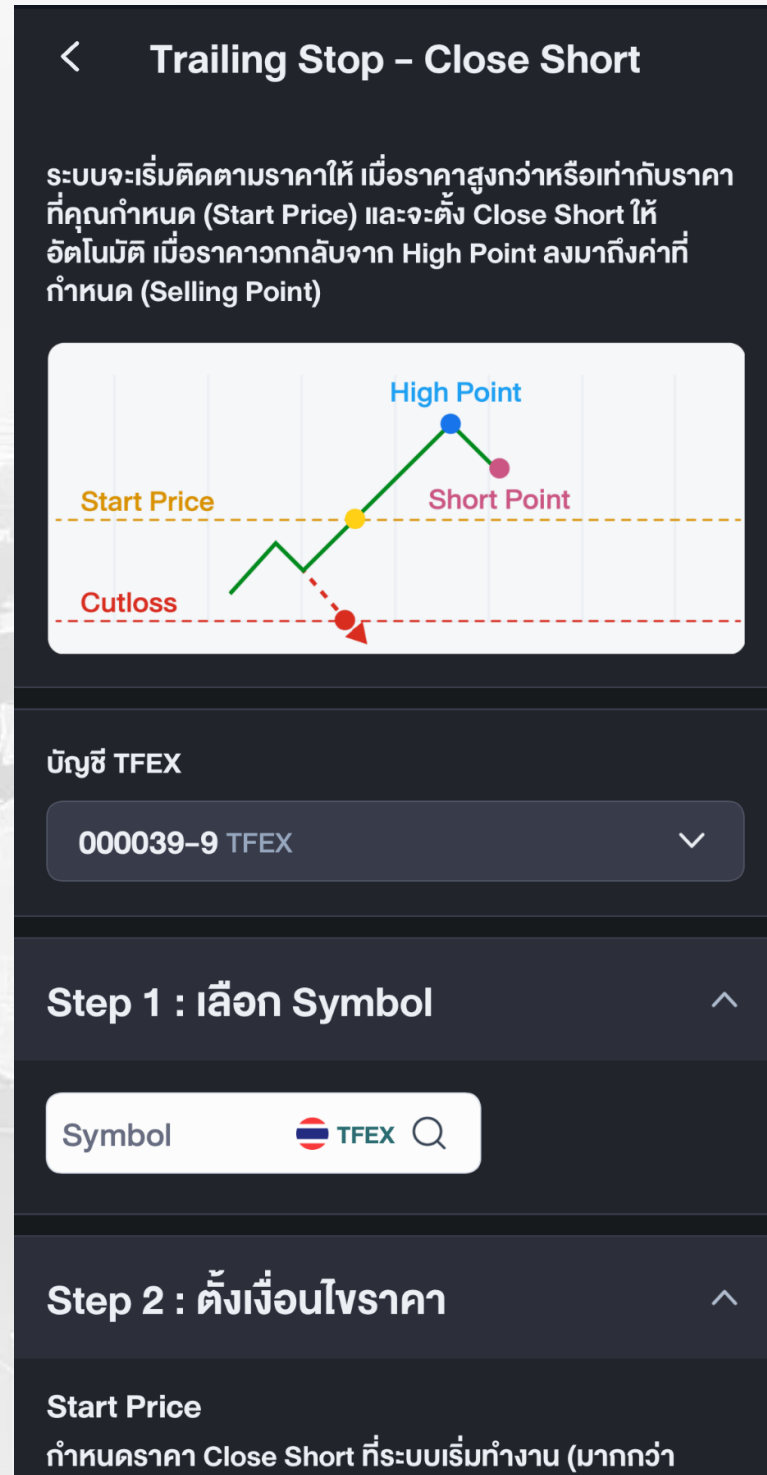 Trailing Stop – Close Short
ระบบจะเริ่มติดตามราคาให้ เมื่อราคาสูงกว่าหรือเท่ากับราคา
ที่คุณกำหนด (Start Price) และจะตั้ง Close Short ให้
อัตโนมัติ เมื่อราคาวกกลับจาก High Point ลงมาถึงค่าที่
กำหนด (Selling Point)
High Point
Start Price
Short Point
Cutloss
บัญชี TFEX
000039-9 TFEX
Step 1 : เลือก Symbol
Symbol TFEX
Step 2 : ตั้งเงื่อนไขราคา
Start Price
กำหนดราคา Close Short ที่ระบบเริ่มทำงาน (มากกว่า